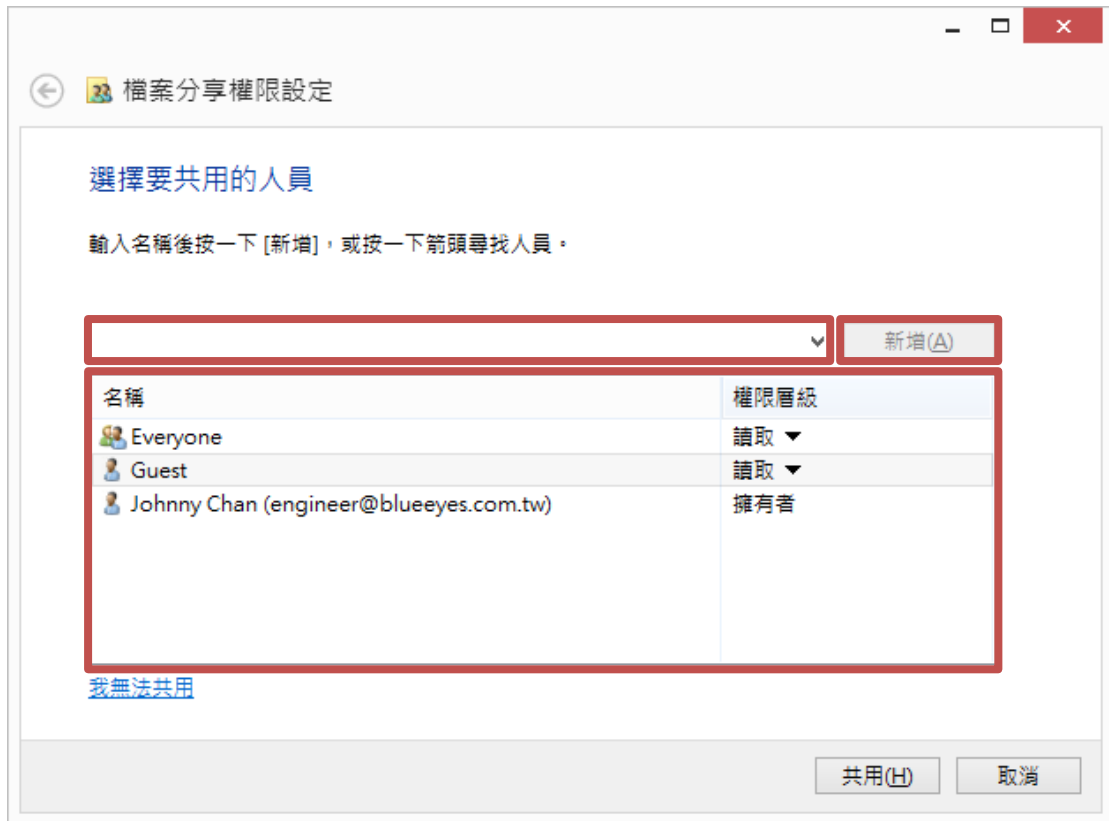 檔案分享權限設定
選擇要共用的人員
輸入名稱後按一下 [新增]，或按一下箭頭尋找人員。
新增(A)
名稱 權限層級
Everyone 讀取
Guest 讀取
Johnny Chan (engineer@blueeyes.com.tw) 擁有者
我無法共用
共用(H) 取消